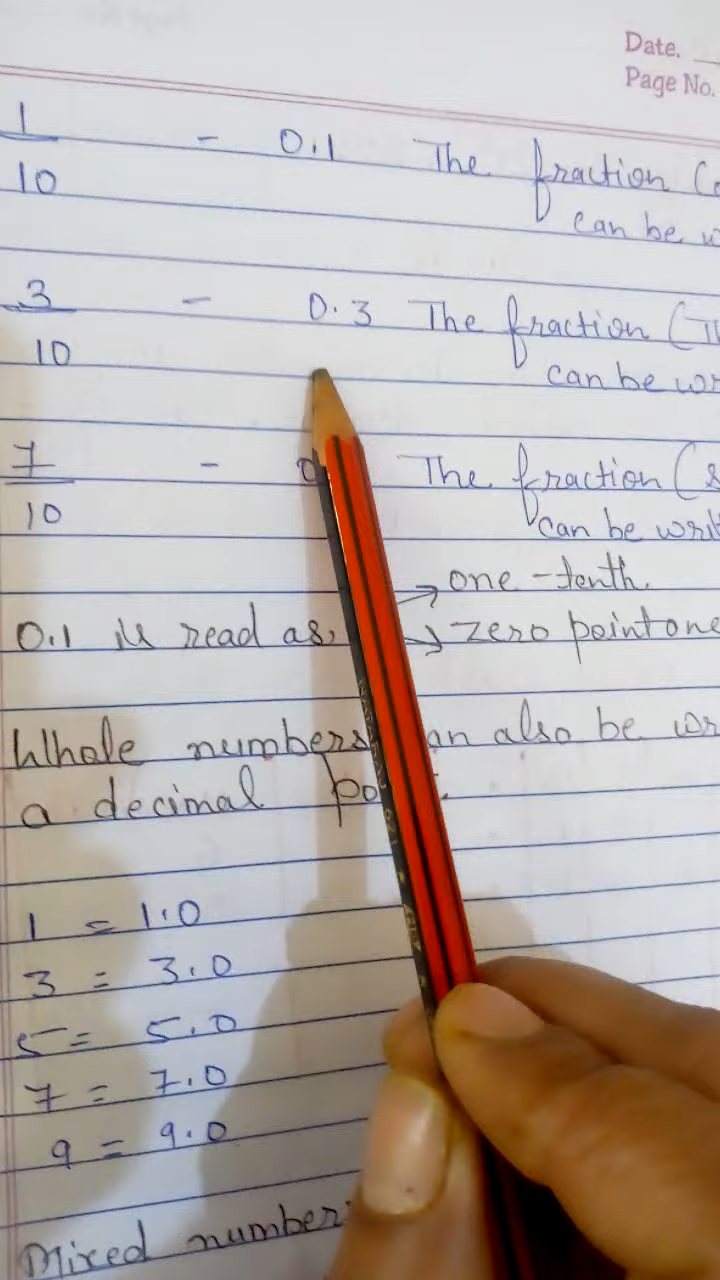 Date.
Page No.
1/10 - 0.1 The fraction
can be
3/10 - 0.3 The fraction
can be
7/10 - The fraction
can be
one-tenth.
0.1 is read as, → → zero point one
Whole numbers also be
a decimal
1 = 1.0
3 = 3.0
5 = 5.0
7 = 7.0
9 = 9.0
Mixed number